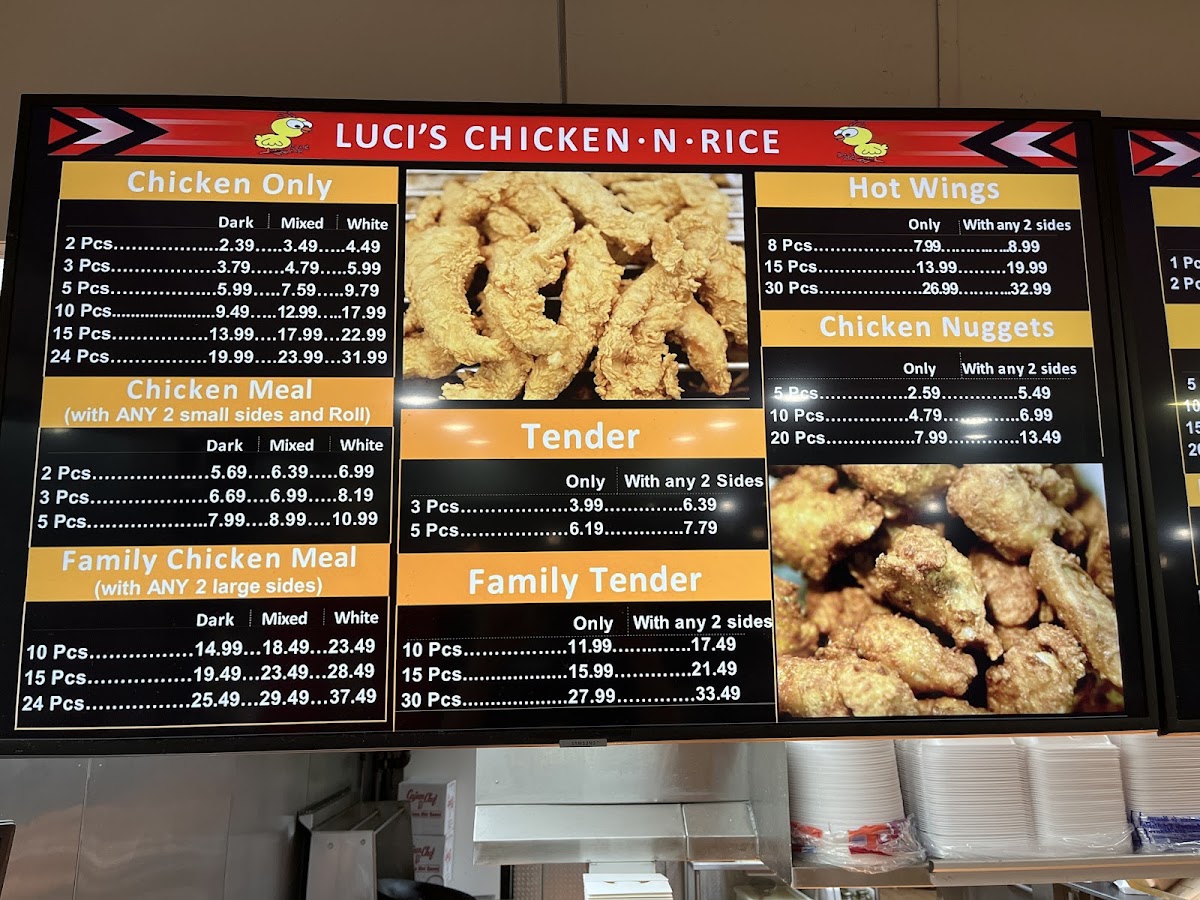 LUCI'S CHICKEN·N·RICE
Chicken Only
Dark Mixed White
2 Pcs..................2.39.....3.49.....4.49
3 Pcs..................3.79......4.79.....5.99
5 Pcs..................5.99.....7.59.....9.79
10 Pcs.......................9.49.....12.99.....17.99
15 Pcs..................13.99....17.99....22.99
24 Pcs..................19.99....23.99....31.99
Chicken Meal
(with ANY 2 small sides and Roll)
Dark Mixed White
2 Pcs....................5.69....6.39.....6.99
3 Pcs....................6.69....6.99.....8.19
5 Pcs....................7.99....8.99....10.99
Family Chicken Meal
(with ANY 2 large sides)
Dark Mixed White
10 Pcs..................14.99...18.49...23.49
15 Pcs..................19.49...23.49...28.49
24 Pcs..................25.49...29.49...37.49
Tender
Only With any 2 Sides
3 Pcs..................3.99.............6.39
5 Pcs..................6.19.............7.79
Family Tender
Only With any 2 sides
10 Pcs..................11.99.............17.49
15 Pcs..................15.99.............21.49
30 Pcs..................27.99.............33.49
Hot Wings
Only With any 2 sides
8 Pcs..................7.99.............8.99
15 Pcs..................13.99.........19.99
30 Pcs..................26.99..........32.99
Chicken Nuggets
Only With any 2 sides
5 Pcs..................2.59.............5.49
10 Pcs..................4.79.............6.99
20 Pcs..................7.99.............13.49
SAMSUNG
2 Pc
5
10
15
Cajun Chef
Cajun Chef